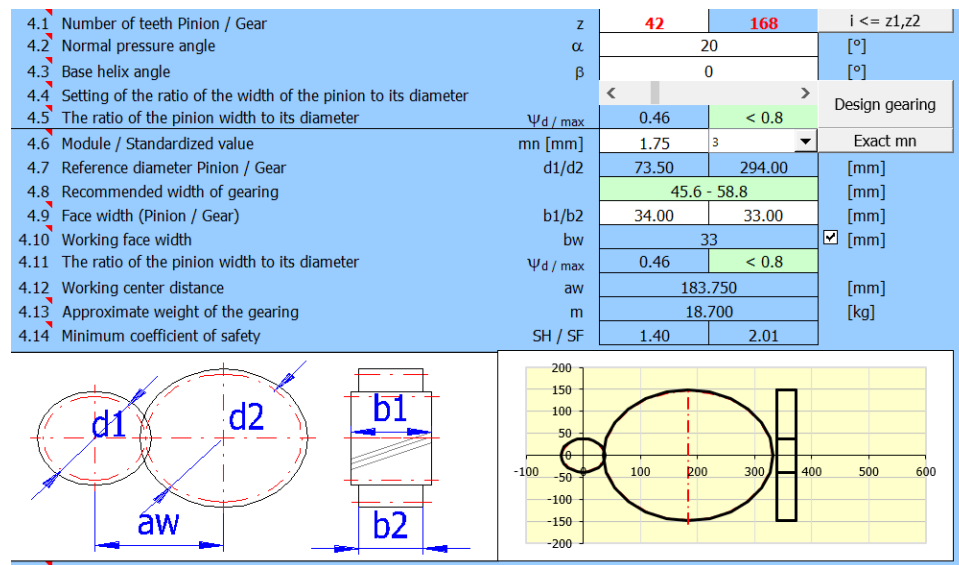 4.1 Number of teeth Pinion / Gear z 42 168 i <= z1,z2
4.2 Normal pressure angle α 20 [°]
4.3 Base helix angle β 0 [°]
4.4 Setting of the ratio of the width of the pinion to its diameter
4.5 The ratio of the pinion width to its diameter ψd / max 0.46 < 0.8 Design gearing
4.6 Module / Standardized value mn [mm] 1.75 3 Exact mn
4.7 Reference diameter Pinion / Gear d1/d2 73.50 294.00 [mm]
4.8 Recommended width of gearing 45.6 - 58.8 [mm]
4.9 Face width (Pinion / Gear) b1/b2 34.00 33.00 [mm]
4.10 Working face width bw 33 [mm]
4.11 The ratio of the pinion width to its diameter ψd / max 0.46 < 0.8
4.12 Working center distance aw 183.750 [mm]
4.13 Approximate weight of the gearing m 18.700 [kg]
4.14 Minimum coefficient of safety SH / SF 1.40 2.01
d1 d2 b1
aw b2
200
150
100
50
0
-100 0 100 200 300 400 500 600
-50
-100
-150
-200